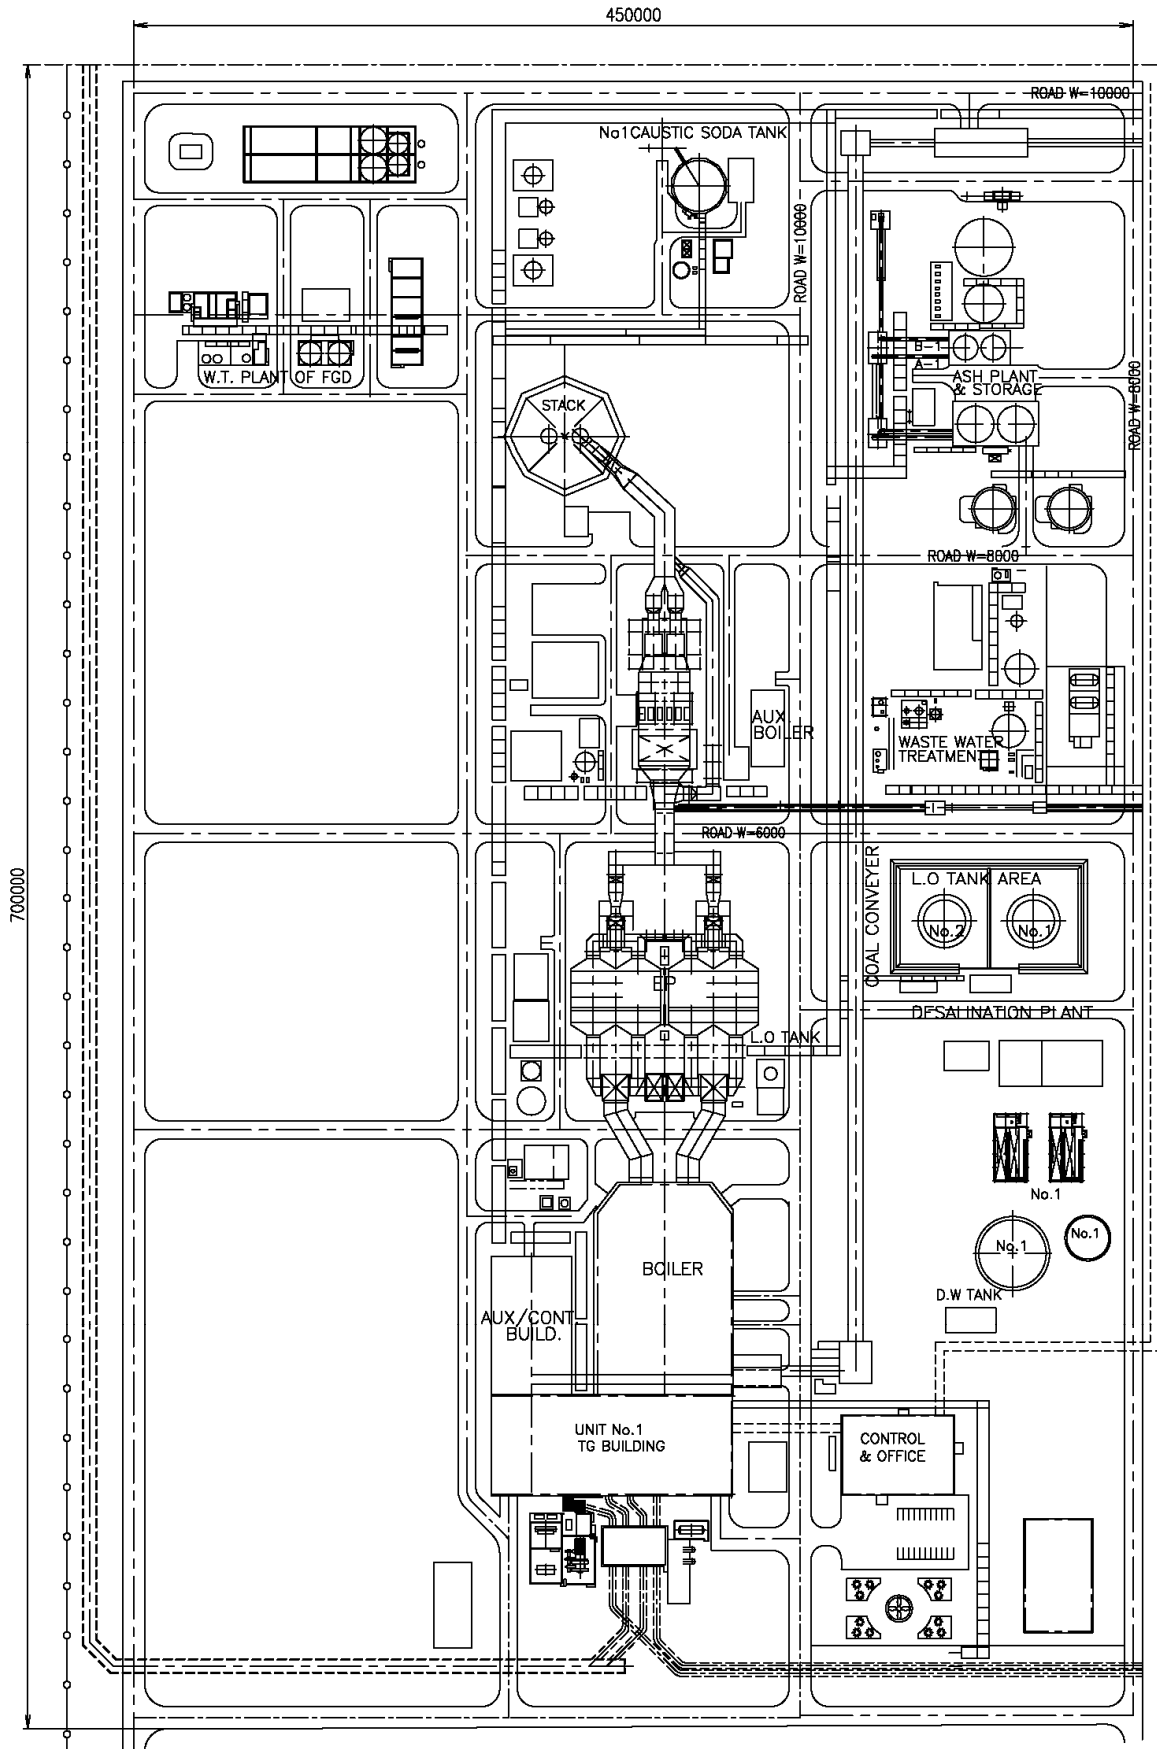 450000
ROAD W=10000
No1CAUSTIC SODA TANK
ROAD W=10000
B-1
A-1
W.T. PLANT OF FGD
ASH PLANT
& STORAGE
ROAD W=8000
STACK
ROAD W=8000
AUX.
BOILER
WASTE WATER
TREATMENT
ROAD W=6000
700000
COAL CONVEYER
L.O TANK AREA
No.2
No.1
EP
DESALINATION PLANT
L.O TANK
No.1
No.1
No.1
BOILER
D.W TANK
AUX/CONT.
BUILD.
UNIT No.1
TG BUILDING
CONTROL
& OFFICE